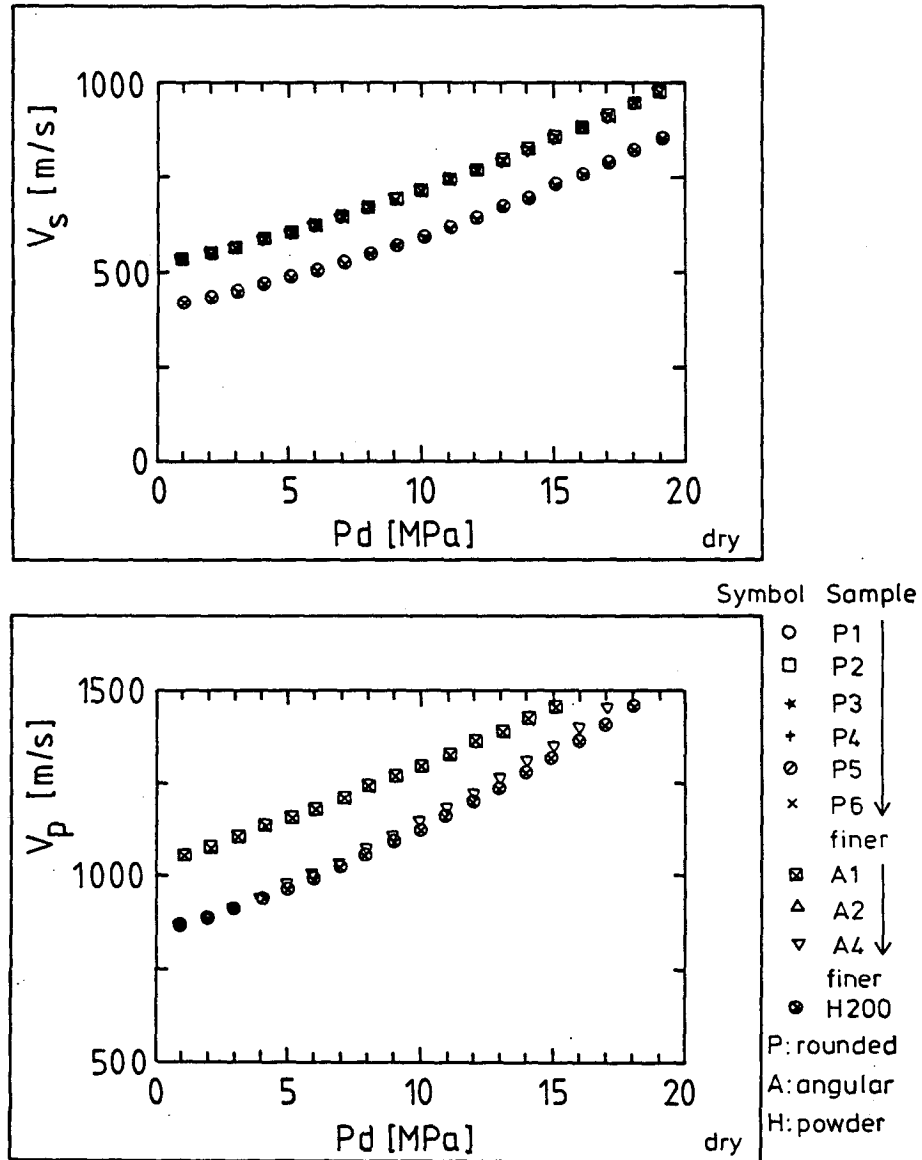 1000
500
0
V_s [m/s]
0 5 10 15 20
Pd [MPa]
dry
1500
1000
500
V_p [m/s]
0 5 10 15 20
Pd [MPa]
dry
Symbol Sample
P1
P2
P3
P4
P5
P6
finer
A1
A2
A4
finer
H200
P: rounded
A: angular
H: powder